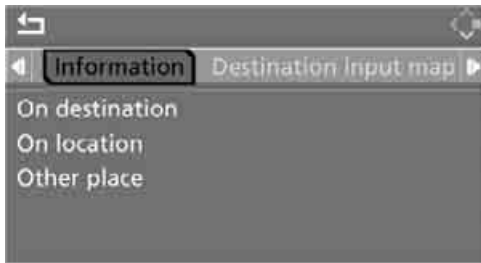 Information Destination input map
On destination
On location
Other place